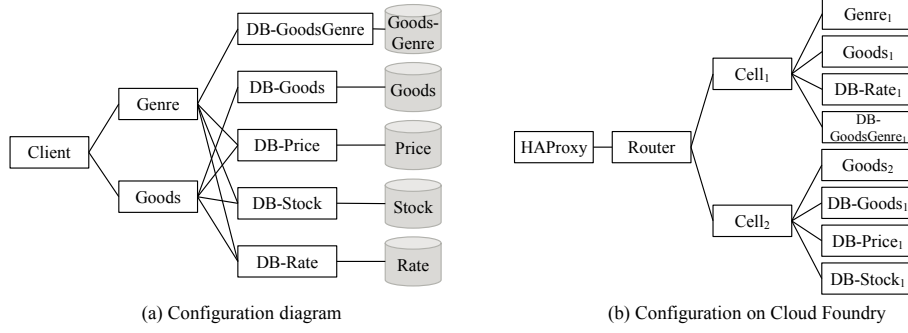 Client
Genre
Goods
DB-GoodsGenre
DB-Goods
DB-Price
DB-Stock
DB-Rate
Goods-
Genre
Goods
Price
Stock
Rate
(a) Configuration diagram
HAProxy
Router
Cell₁
Cell₂
Genre₁
Goods₁
DB-Rate₁
DB-
GoodsGenre₁
Goods₂
DB-Goods₁
DB-Price₁
DB-Stock₁
(b) Configuration on Cloud Foundry